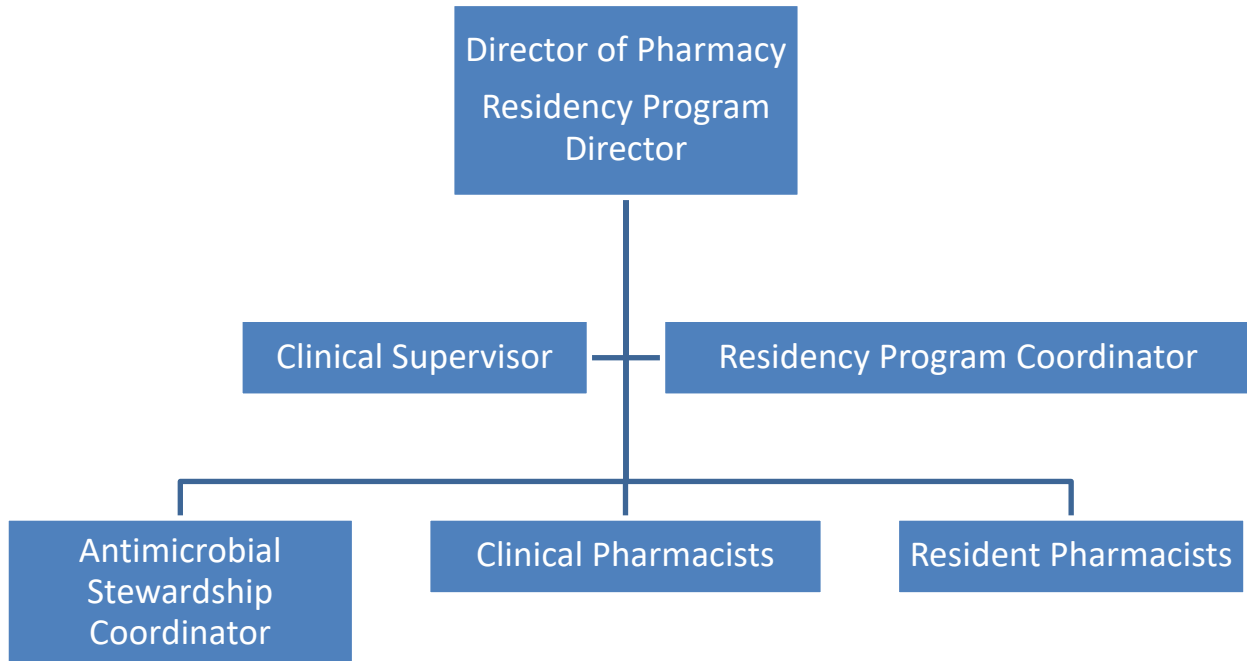 Director of Pharmacy
Residency Program
Director
Clinical Supervisor
Residency Program Coordinator
Antimicrobial
Stewardship
Coordinator
Clinical Pharmacists
Resident Pharmacists